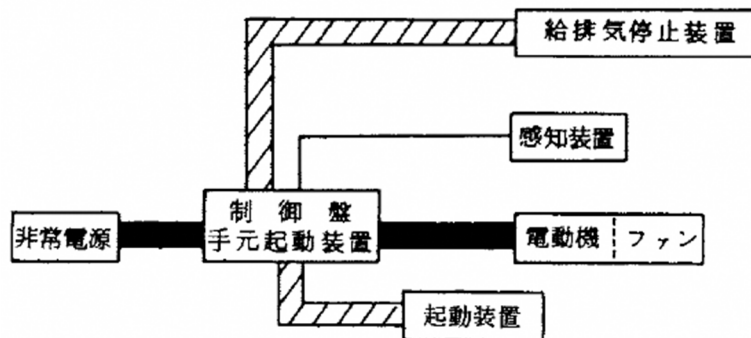 給排気停止装置
感知装置
制御盤
手元起動装置
非常電源
電動機
ファン
起動装置